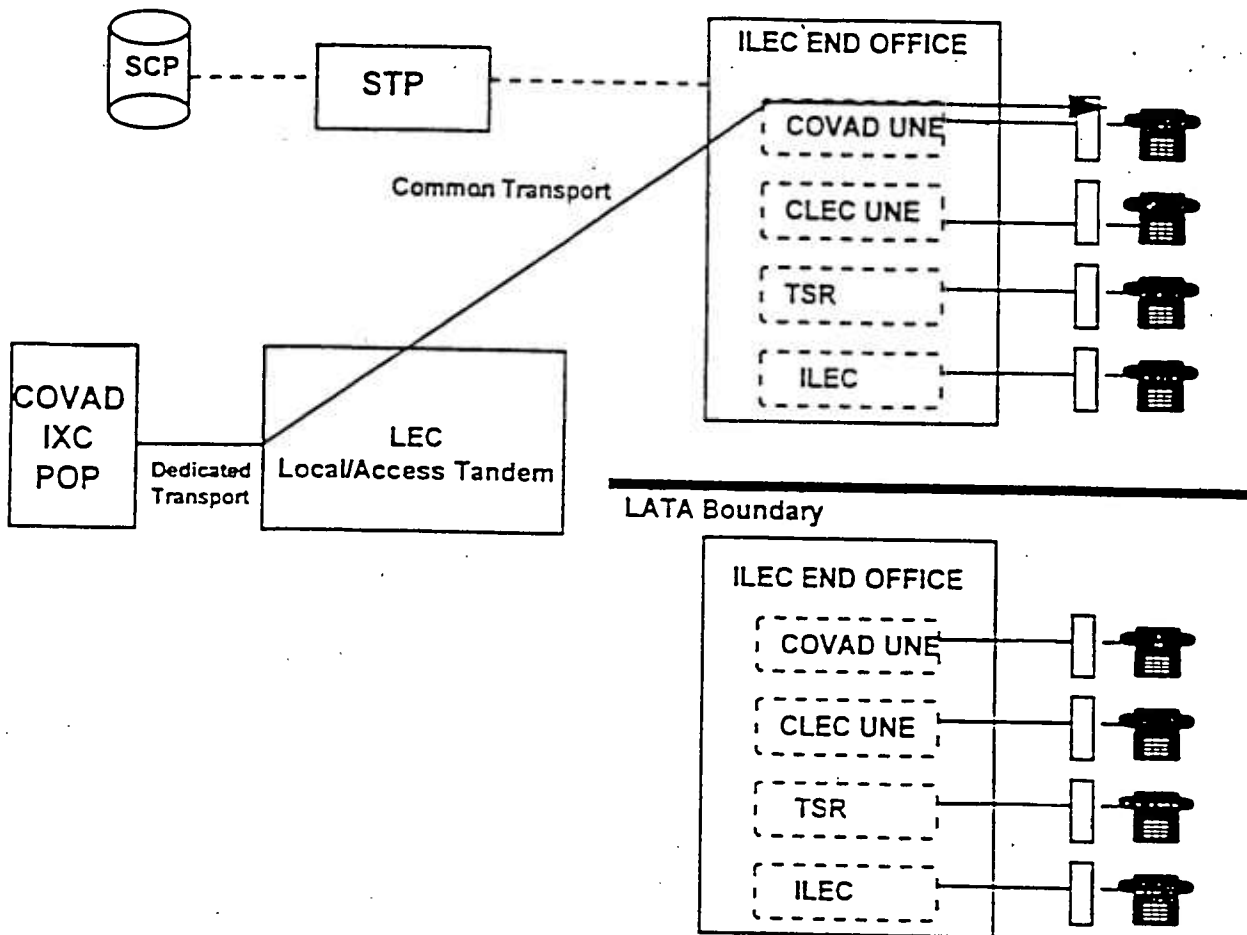 SCP
STP
ILEC END OFFICE
COVAD UNE
CLEC UNE
TSR
ILEC
Common Transport
COVAD
IXC
POP
Dedicated
Transport
LEC
Local/Access Tandem
LATA Boundary
ILEC END OFFICE
COVAD UNE
CLEC UNE
TSR
ILEC